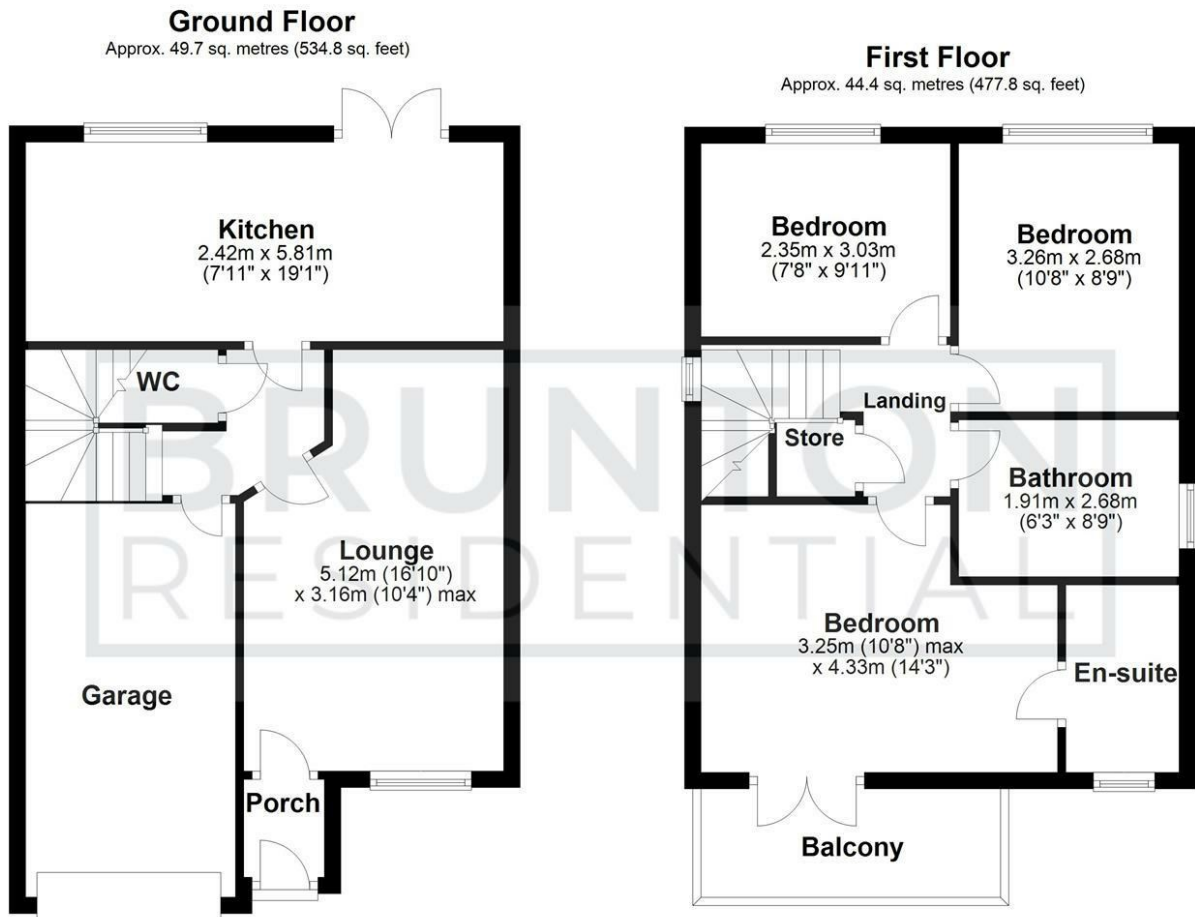 Ground Floor
Approx. 49.7 sq. metres (534.8 sq. feet)
Kitchen
2.42m x 5.81m
(7'11" x 19'1")
WC
Lounge
5.12m (16'10")
x 3.16m (10'4") max
Garage
Porch
First Floor
Approx. 44.4 sq. metres (477.8 sq. feet)
Bedroom
2.35m x 3.03m
(7'8" x 9'11")
Bedroom
3.26m x 2.68m
(10'8" x 8'9")
Landing
Store
Bathroom
1.91m x 2.68m
(6'3" x 8'9")
Bedroom
3.25m (10'8") max
x 4.33m (14'3")
En-suite
Balcony
BRUNTON
RESIDENTIAL